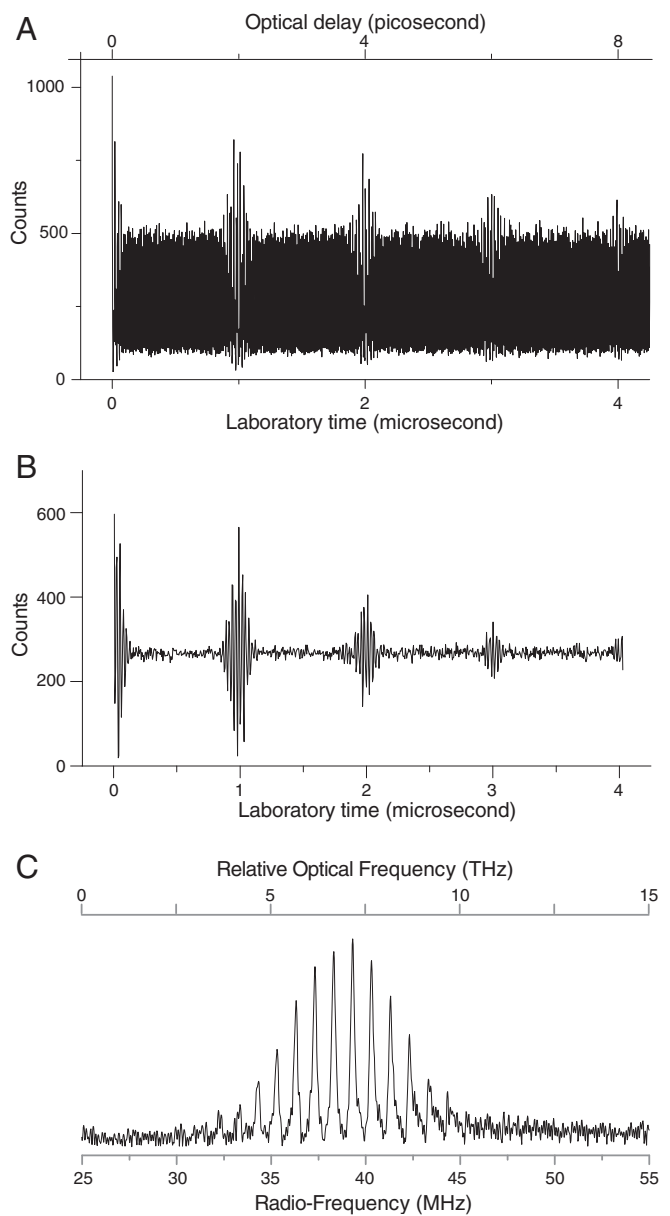 A
Optical delay (picosecond)
0 4 8
1000
500
0
Counts
0 2 4
Laboratory time (microsecond)
B
600
400
200
0
Counts
0 1 2 3 4
Laboratory time (microsecond)
C
Relative Optical Frequency (THz)
0 5 10 15
25 30 35 40 45 50 55
Radio-Frequency (MHz)